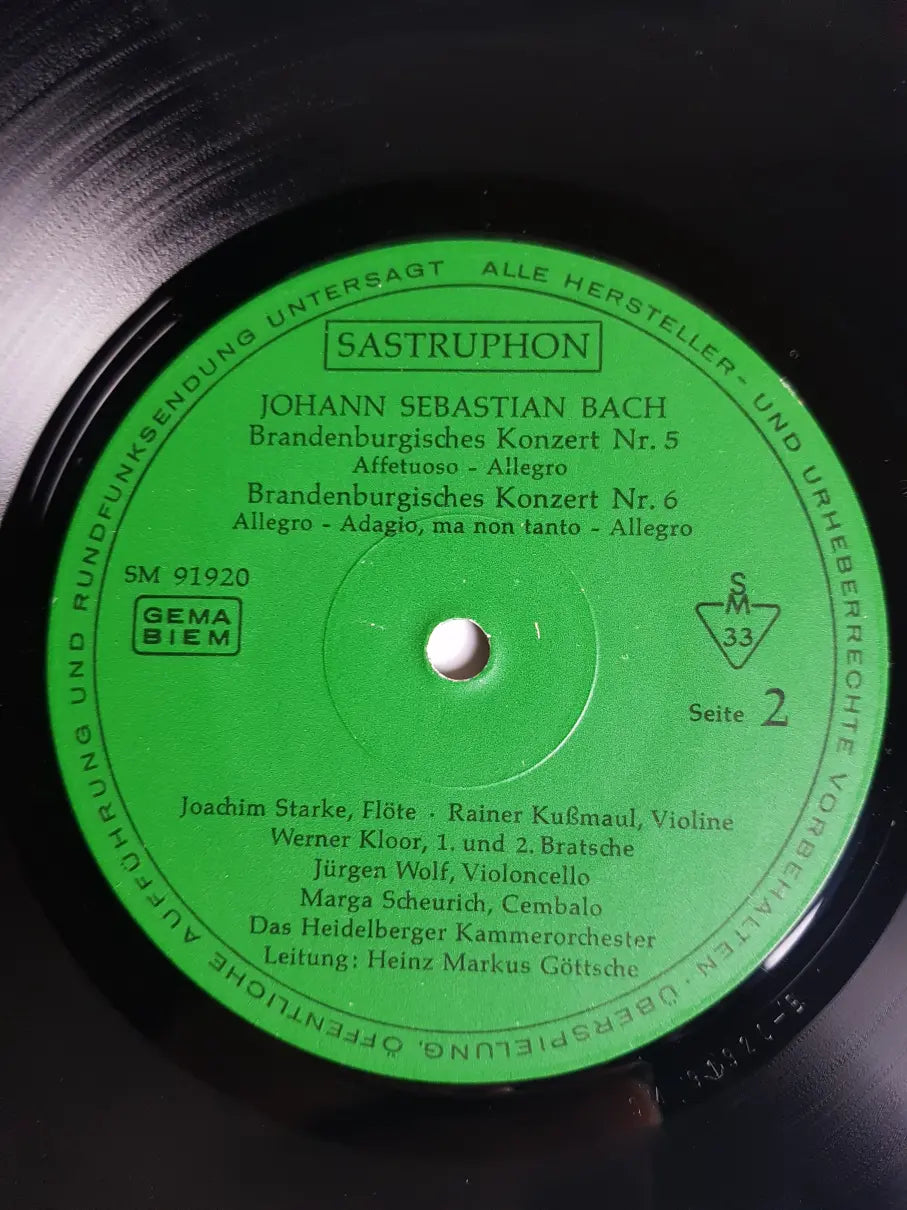 ALLE HERSTELLER- UND URHEBERRECHTE VORBEHALTEN · ÜBERSPIELUNG, ÖFFENTLICHE AUFFÜHRUNG UND RUNDFUNKSENDUNG UNTERSAGT
SASTRUPHON
JOHANN SEBASTIAN BACH
Brandenburgisches Konzert Nr. 5
Affetuoso - Allegro
Brandenburgisches Konzert Nr. 6
Allegro - Adagio, ma non tanto - Allegro
SM 91920
GEMA
BIEM
S
M
33
Seite 2
Joachim Starke, Flöte · Rainer Kußmaul, Violine
Werner Kloor, 1. und 2. Bratsche
Jürgen Wolf, Violoncello
Marga Scheurich, Cembalo
Das Heidelberger Kammerorchester
Leitung: Heinz Markus Göttsche